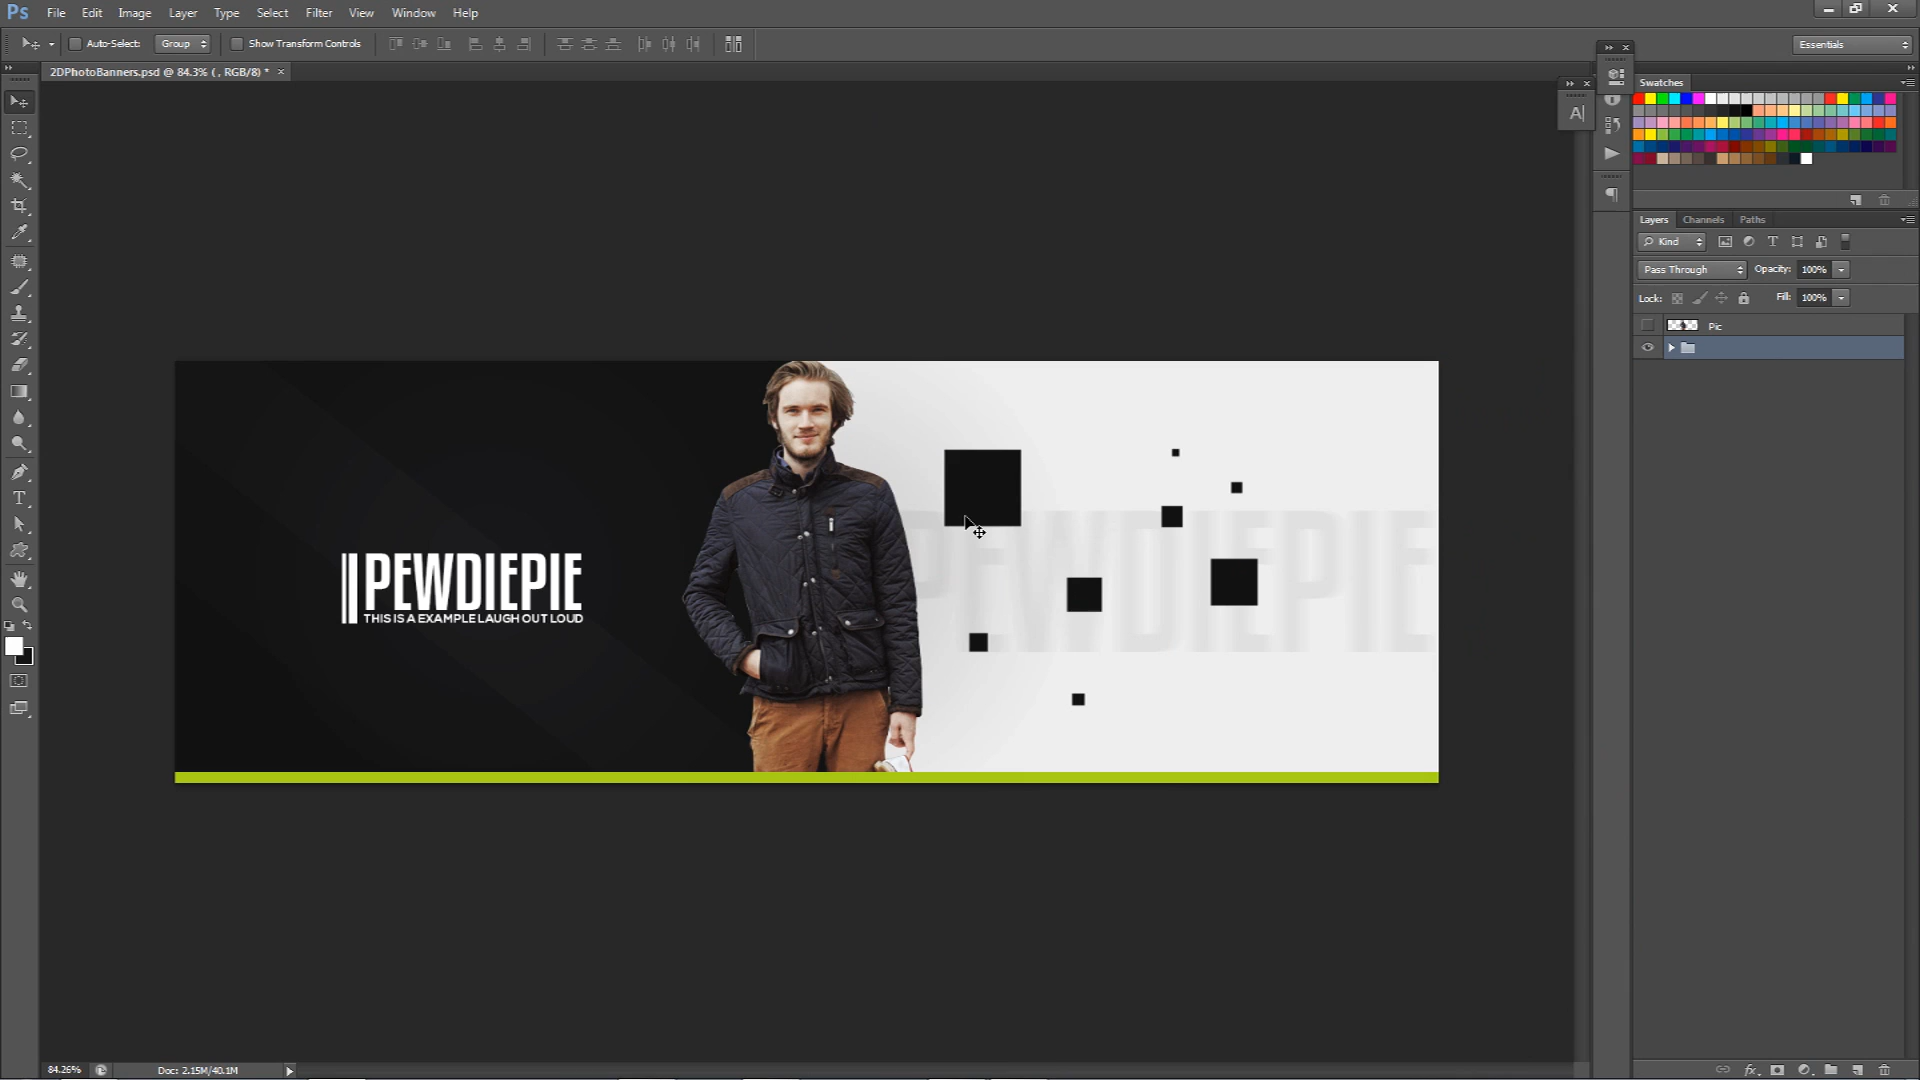 Ps File Edit Image Layer Type Select Filter View Window Help
Auto-Select: Group Show Transform Controls Essentials
2DPhotoBanners.psd @ 84.3% ( , RGB/8) * ×
Swatches
Layers Channels Paths
Kind
Pass Through Opacity: 100%
Lock: Fill: 100%
Pic
PEWDIEPIE
THIS IS A EXAMPLE LAUGH OUT LOUD
PEWDIEPIE
84.26% Doc: 2.15M/40.1M